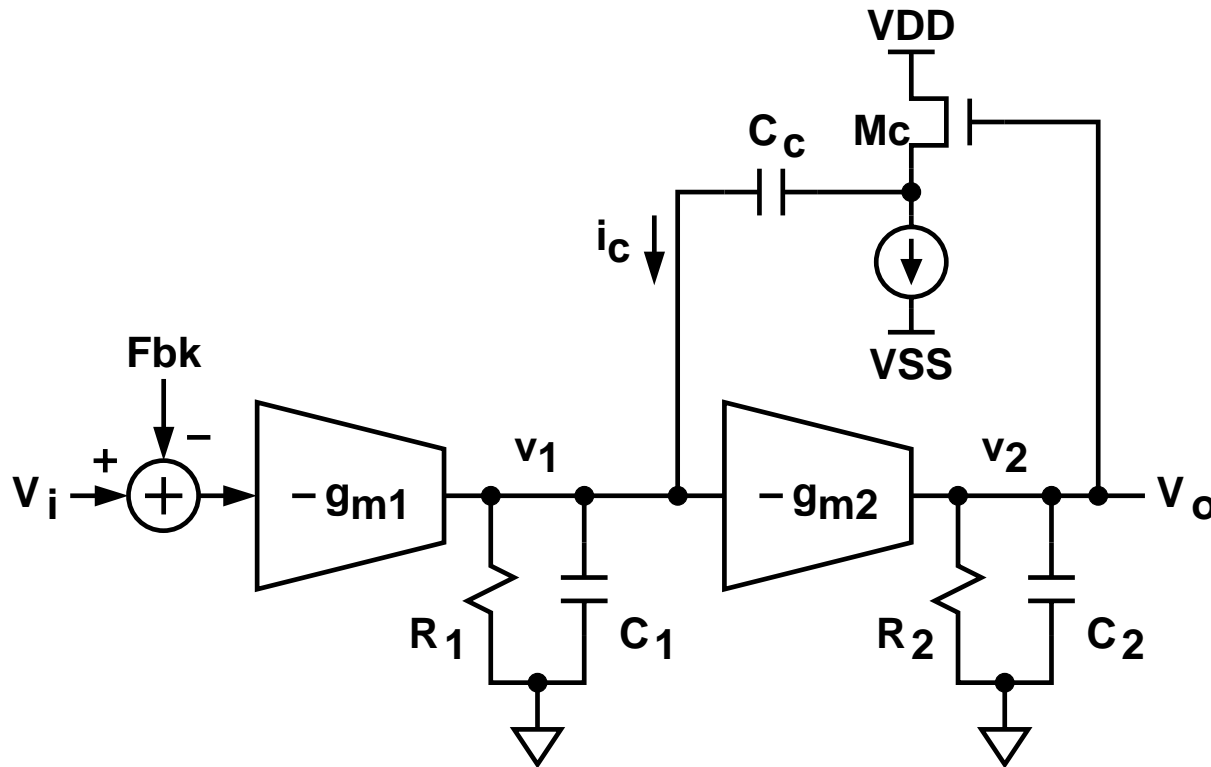 VDD
Mc
Cc
ic
VSS
Fbk
−
+
Vi
+
− gm1
v1
− gm2
v2
Vo
R1
C1
R2
C2